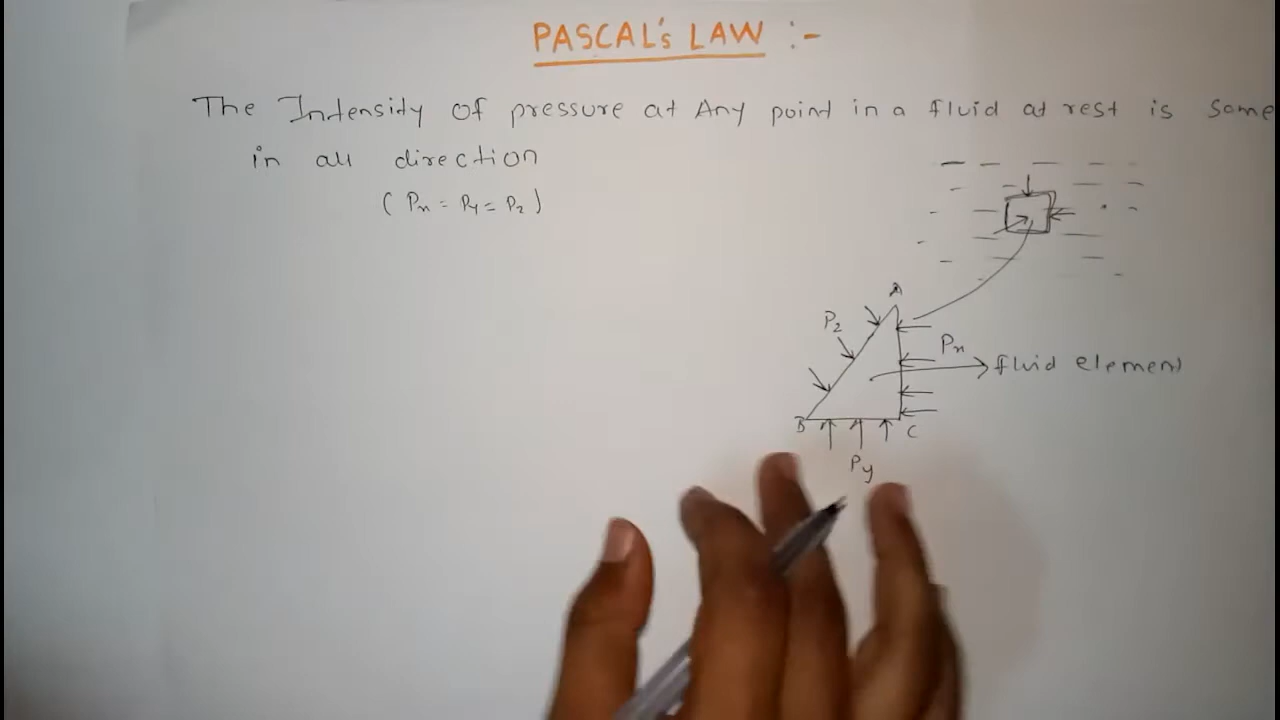 PASCAL's LAW :-
The Intensity of pressure at Any point in a fluid at rest is same
in all direction
( Px = Py = Pz )
A
Pz
Px
fluid element
B
C
Py